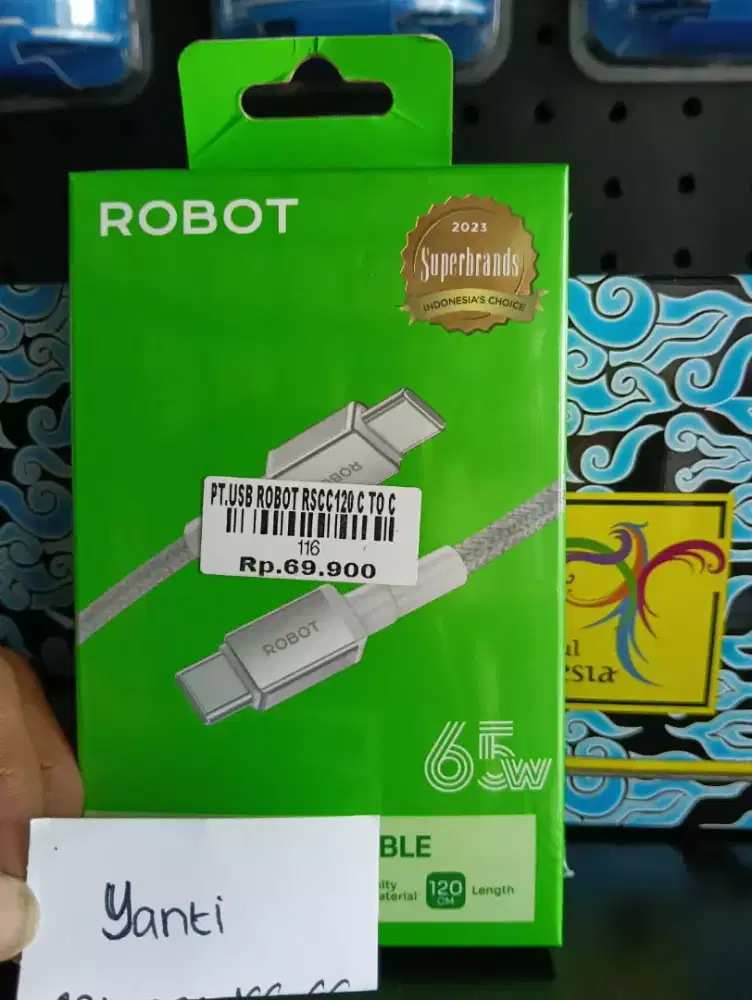 ROBOT
2023
Superbrands
INDONESIA'S CHOICE
ROBOT
PT.USB ROBOT RSCC120 C TO C
116
Rp.69.900
ROBOT
65W
BLE
120 CM Length
Yanti